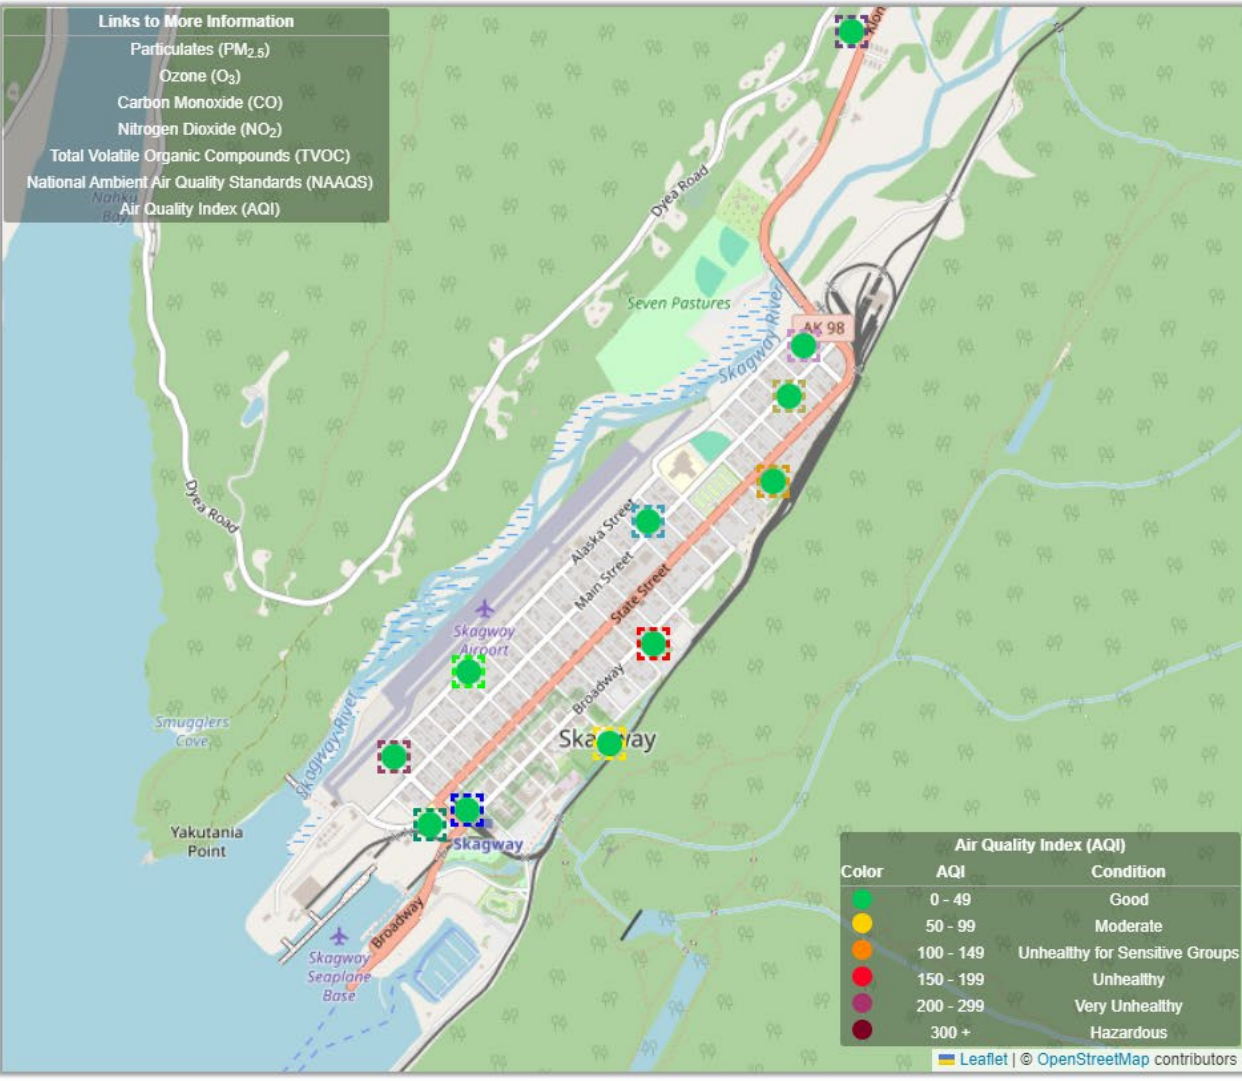 Links to More Information
Particulates (PM2.5)
Ozone (O3)
Carbon Monoxide (CO)
Nitrogen Dioxide (NO2)
Total Volatile Organic Compounds (TVOC)
National Ambient Air Quality Standards (NAAQS)
Air Quality Index (AQI)
Nahku
Bay
Klon
Dyea Road
Seven Pastures
Skagway River
AK 98
Dyea Road
Alaska Street
Main Street
State Street
Skagway
Airport
Broadway
Skagway
Smugglers
Cove
Skagway River
Yakutania
Point
Skagway
Broadway
Skagway
Seaplane
Base
Air Quality Index (AQI)
Color AQI Condition
0 - 49 Good
50 - 99 Moderate
100 - 149 Unhealthy for Sensitive Groups
150 - 199 Unhealthy
200 - 299 Very Unhealthy
300 + Hazardous
Leaflet | © OpenStreetMap contributors